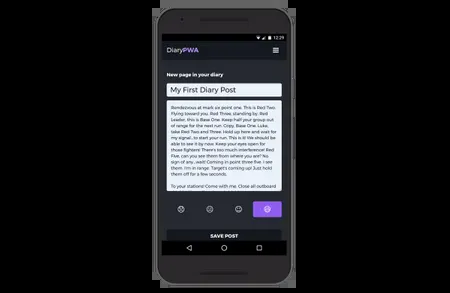 12:29
DiaryPWA
New page in your diary
My First Diary Post
Rendezvous at mark six point one. This is Red Two.
Flying toward you. Red Three, standing by. Red
Leader, this is Base One. Keep half your group out
of range for the next run. Copy, Base One. Luke,
take Red Two and Three. Hold up here and wait for
my signal, to start your run. This is it! We should be
able to see it by now. Keep your eyes open for
those fighters! There's too much interference! Red
Five, can you see them from where you are? No
sign of any...wait! Coming in point three five. I see
them. I'm in range. Target's coming up! Just hold
them off for a few seconds.
To your stations! Come with me. Close all outboard
SAVE POST